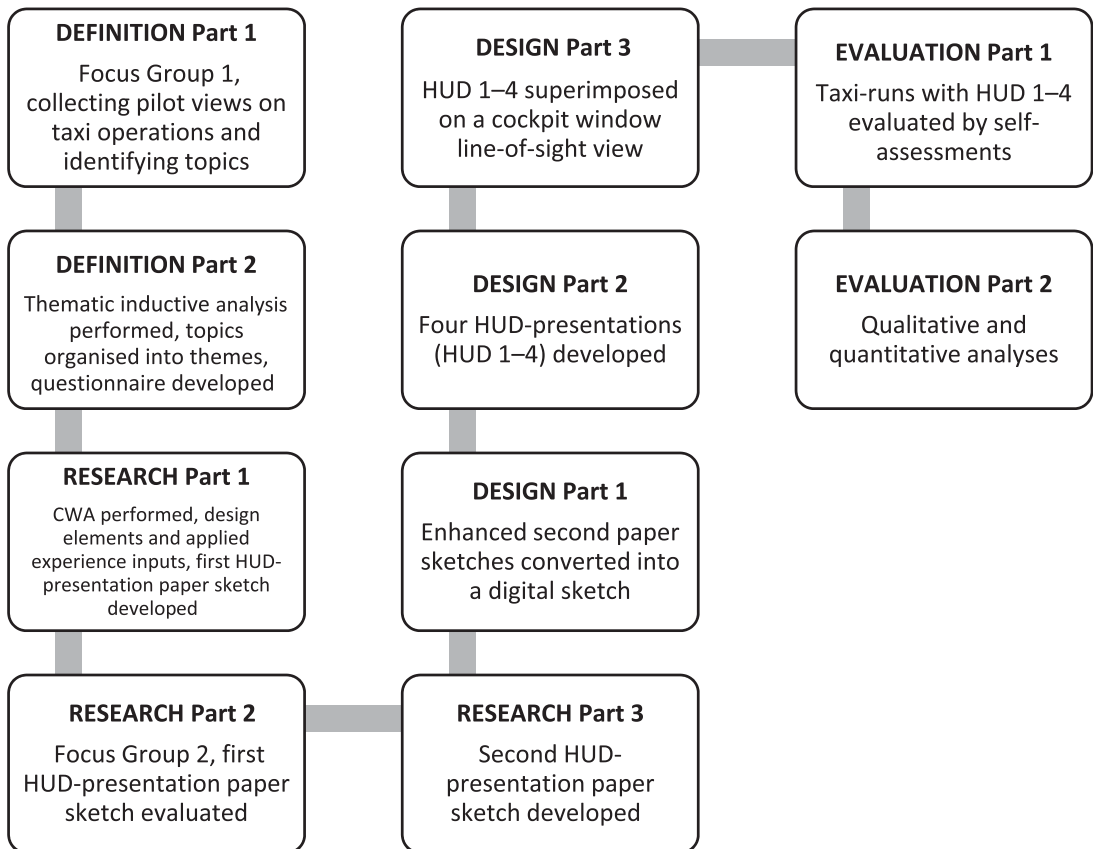 DEFINITION Part 1
Focus Group 1,
collecting pilot views on
taxi operations and
identifying topics
DEFINITION Part 2
Thematic inductive analysis
performed, topics
organised into themes,
questionnaire developed
RESEARCH Part 1
CWA performed, design
elements and applied
experience inputs, first HUD-
presentation paper sketch
developed
RESEARCH Part 2
Focus Group 2, first
HUD-presentation paper
sketch evaluated
RESEARCH Part 3
Second HUD-
presentation paper
sketch developed
DESIGN Part 1
Enhanced second paper
sketches converted into
a digital sketch
DESIGN Part 2
Four HUD-presentations
(HUD 1–4) developed
DESIGN Part 3
HUD 1–4 superimposed
on a cockpit window
line-of-sight view
EVALUATION Part 1
Taxi-runs with HUD 1–4
evaluated by self-
assessments
EVALUATION Part 2
Qualitative and
quantitative analyses